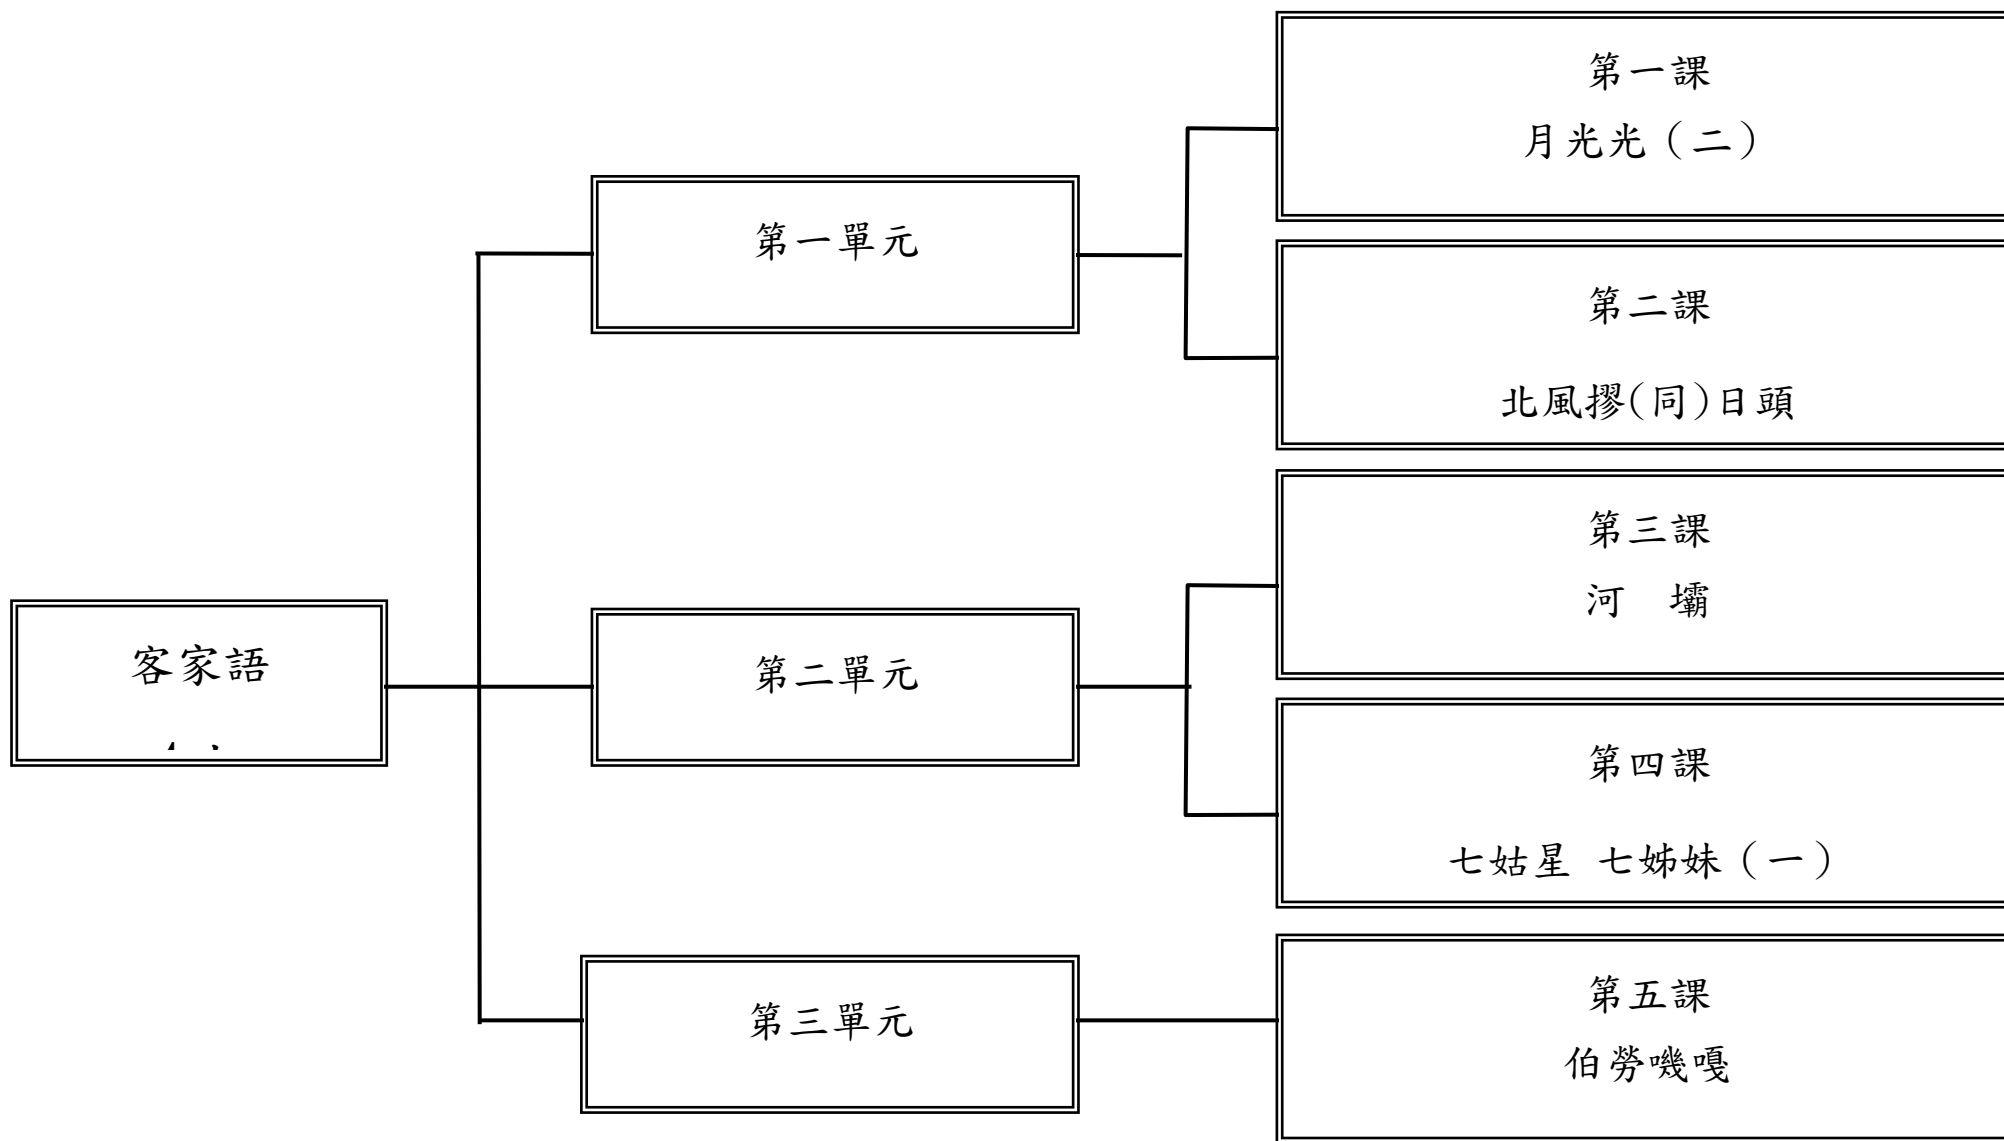 客家語
第一單元
第二單元
第三單元
第一課
月光光（二）
第二課
北風摎(同)日頭
第三課
河　壩
第四課
七姑星 七姊妹（一）
第五課
伯勞嘰嘎